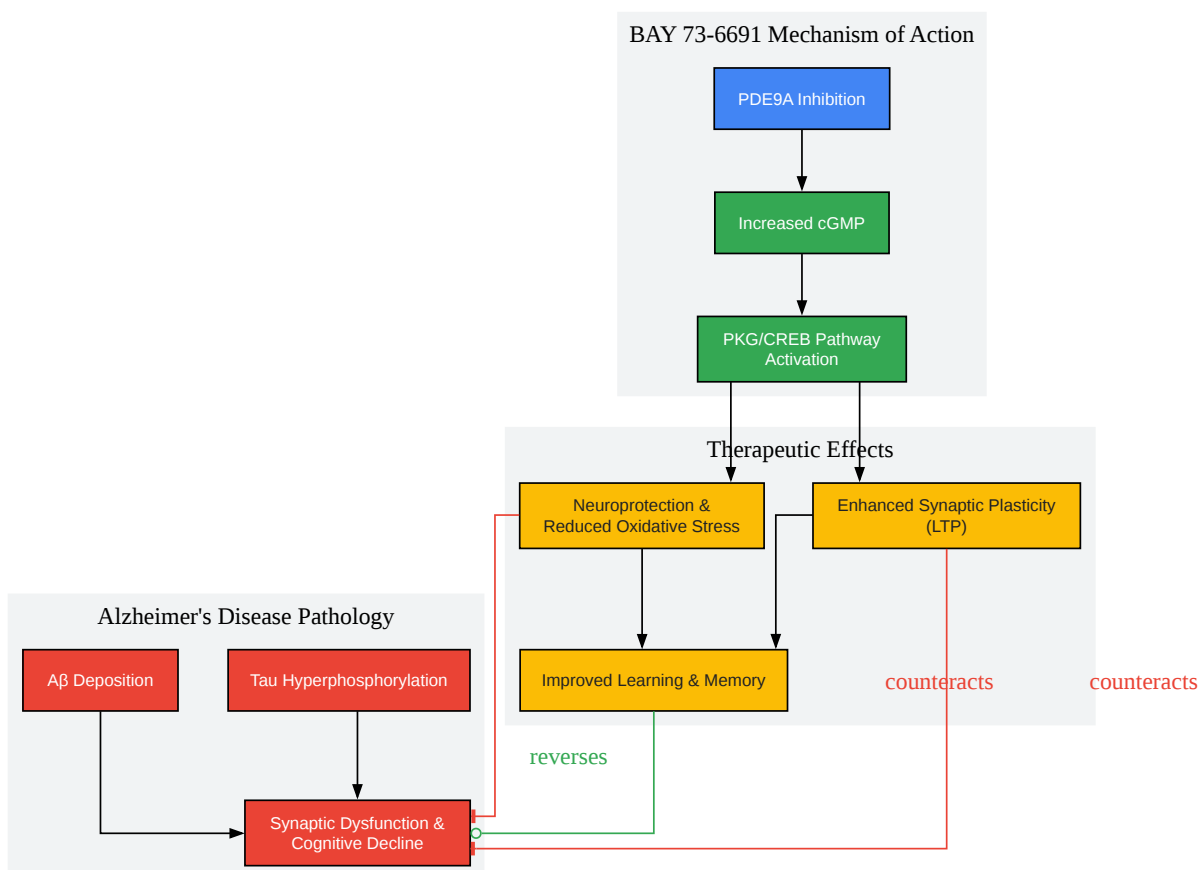 BAY 73-6691 Mechanism of Action
PDE9A Inhibition
Increased cGMP
PKG/CREB Pathway
Activation
Therapeutic Effects
Neuroprotection &
Reduced Oxidative Stress
Enhanced Synaptic Plasticity
(LTP)
Alzheimer's Disease Pathology
Aβ Deposition
Tau Hyperphosphorylation
Improved Learning & Memory
counteracts
counteracts
reverses
Synaptic Dysfunction &
Cognitive Decline